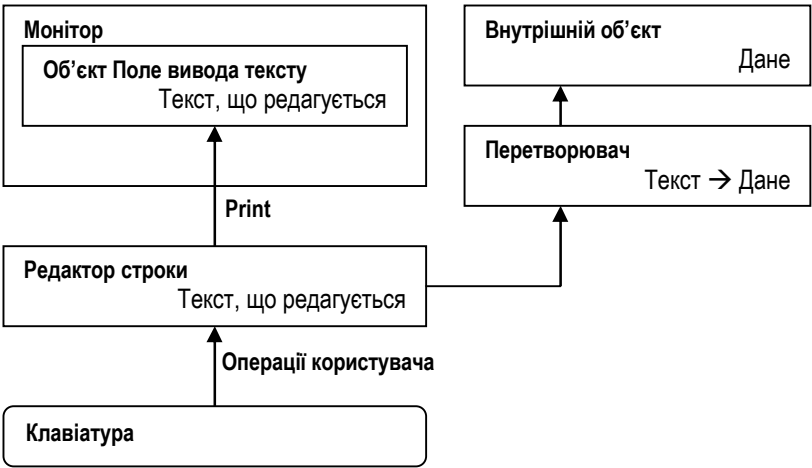 Монітор
Об’єкт Поле вивода тексту
Текст, що редагується
Print
Редактор строки
Текст, що редагується
Операції користувача
Клавіатура
Внутрішній об’єкт
Дане
Перетворювач
Текст → Дане